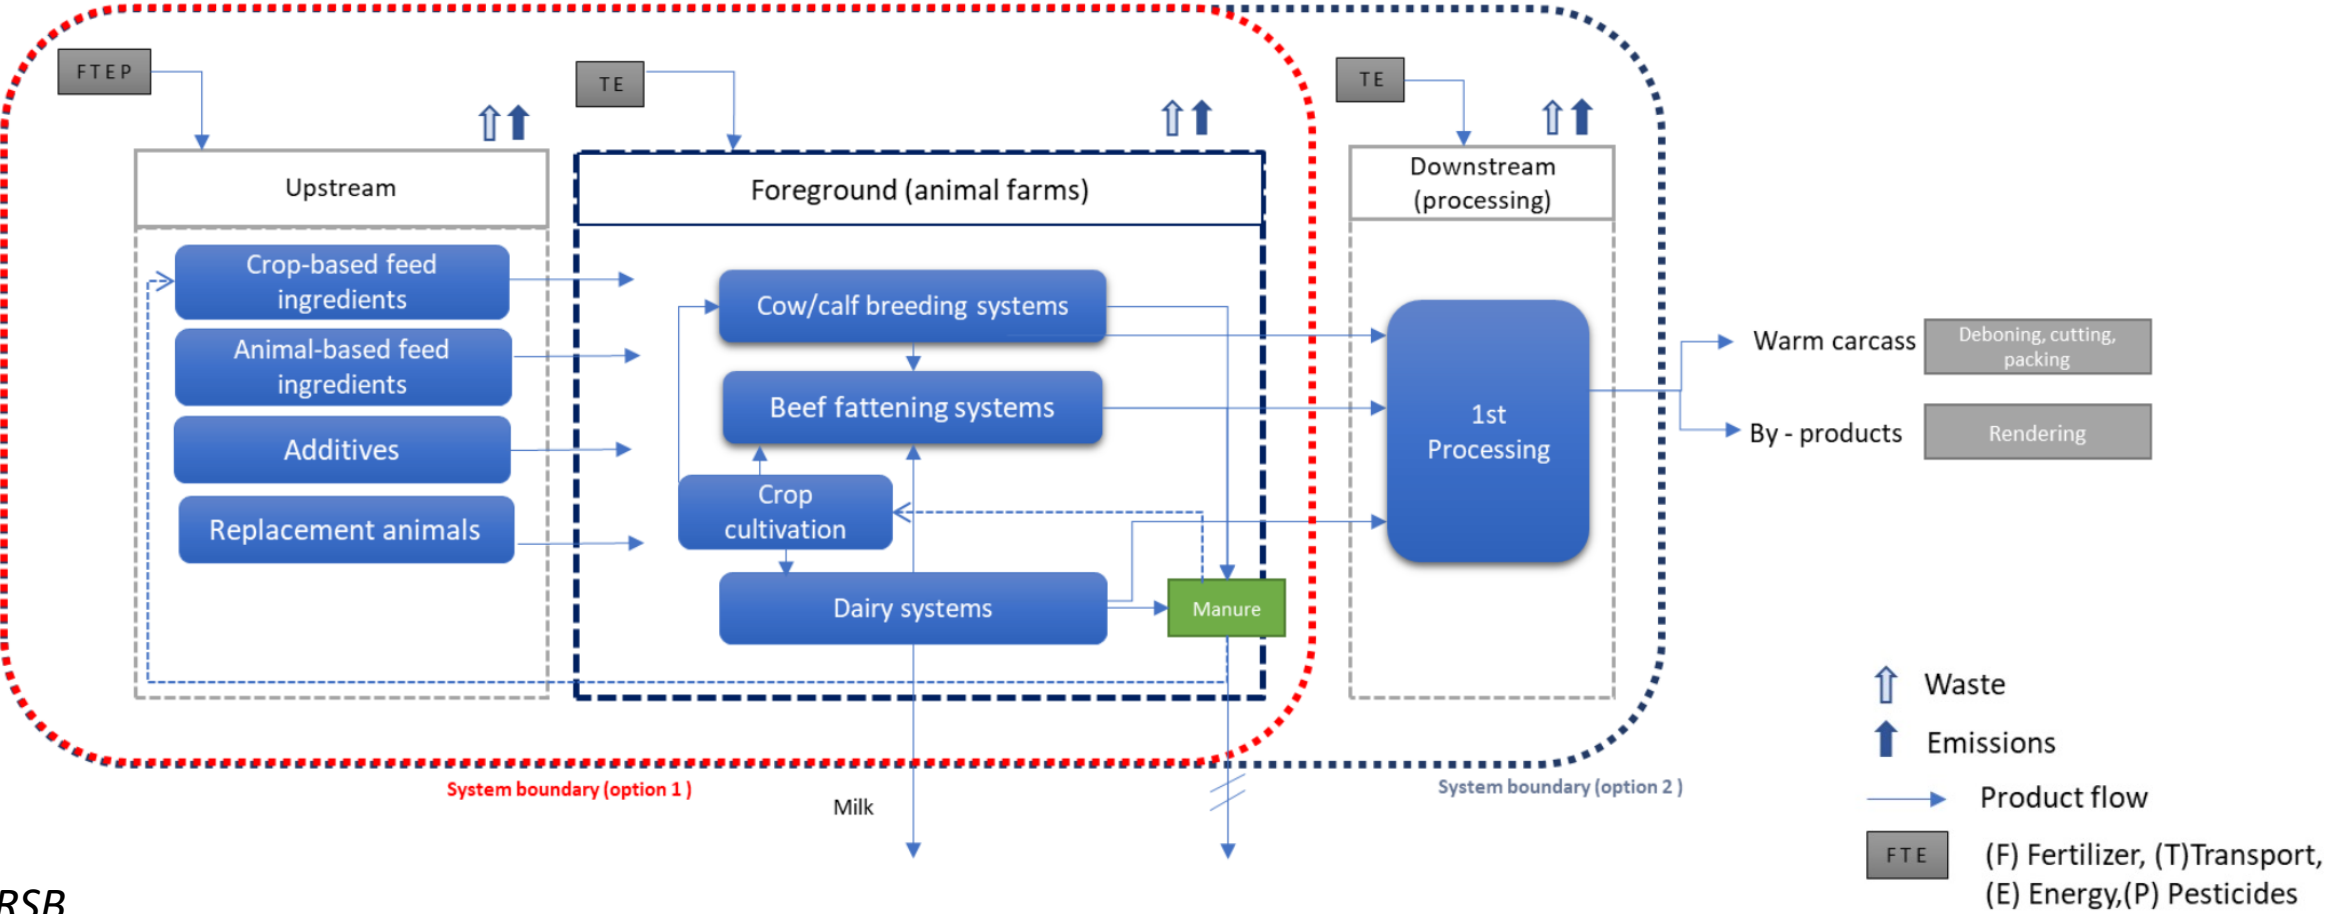 FTEP
TE
TE
Upstream
Foreground (animal farms)
Downstream
(processing)
Crop-based feed
ingredients
Animal-based feed
ingredients
Additives
Replacement animals
Cow/calf breeding systems
Beef fattening systems
Crop
cultivation
Dairy systems
Manure
1st
Processing
Warm carcass
Deboning, cutting,
packing
By - products
Rendering
System boundary (option 1 )
Milk
System boundary (option 2 )
Waste
Emissions
Product flow
FTE
(F) Fertilizer, (T)Transport,
(E) Energy,(P) Pesticides
RSB